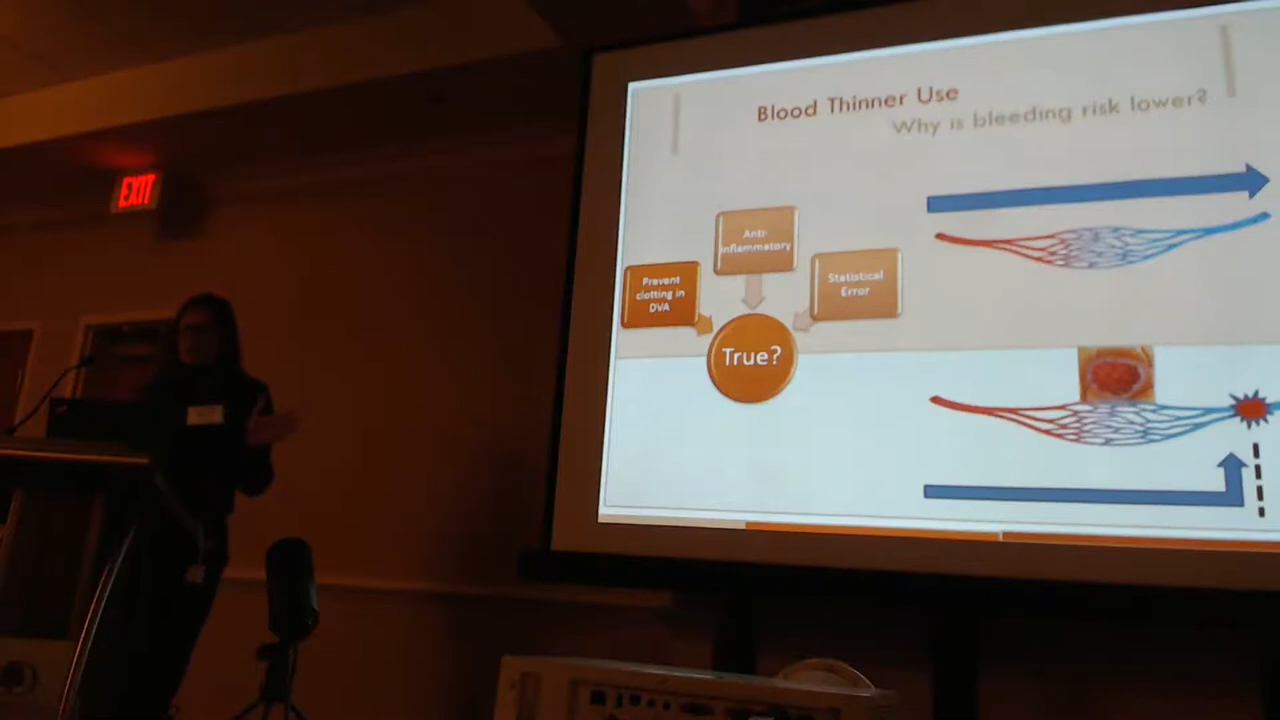 Blood Thinner Use
Why is bleeding risk lower?
EXIT
Anti-
inflammatory
Prevent
clotting in
DVA
Statistical
Error
True?